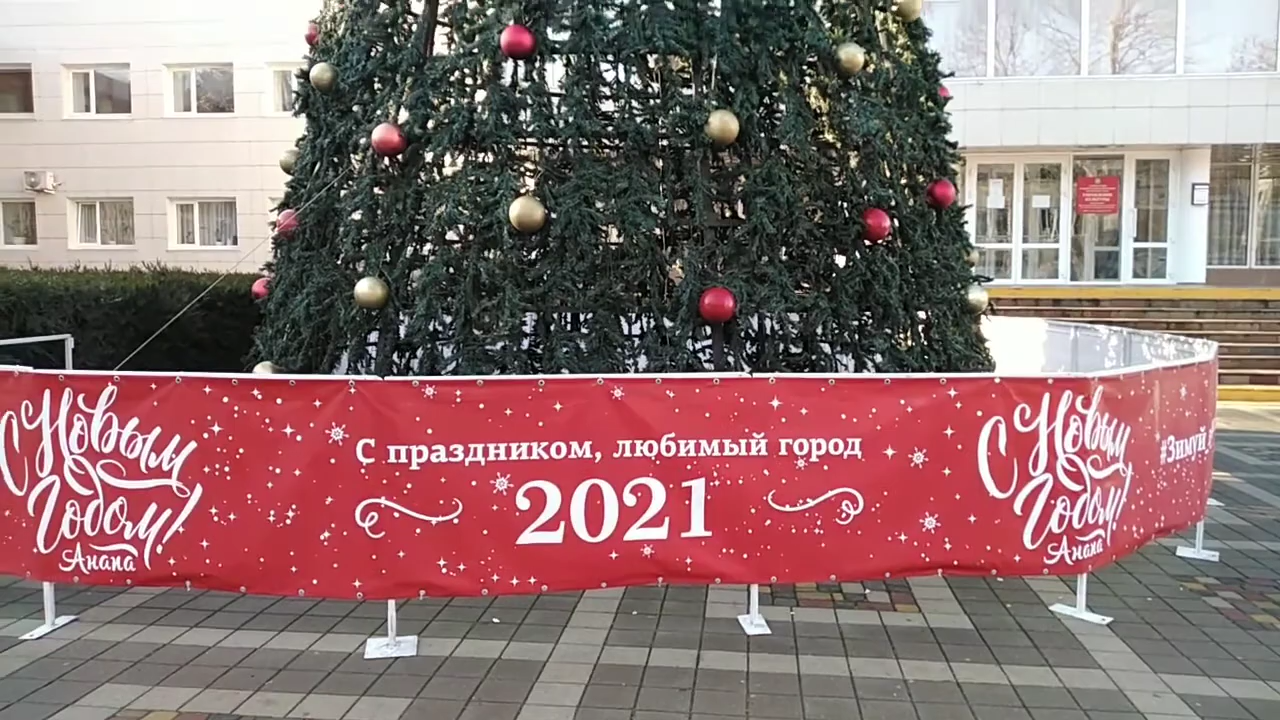 С Новым
Годом!
Анапа
С праздником, любимый город
2021
С Новым
Годом!
Анапа
#Зимуй